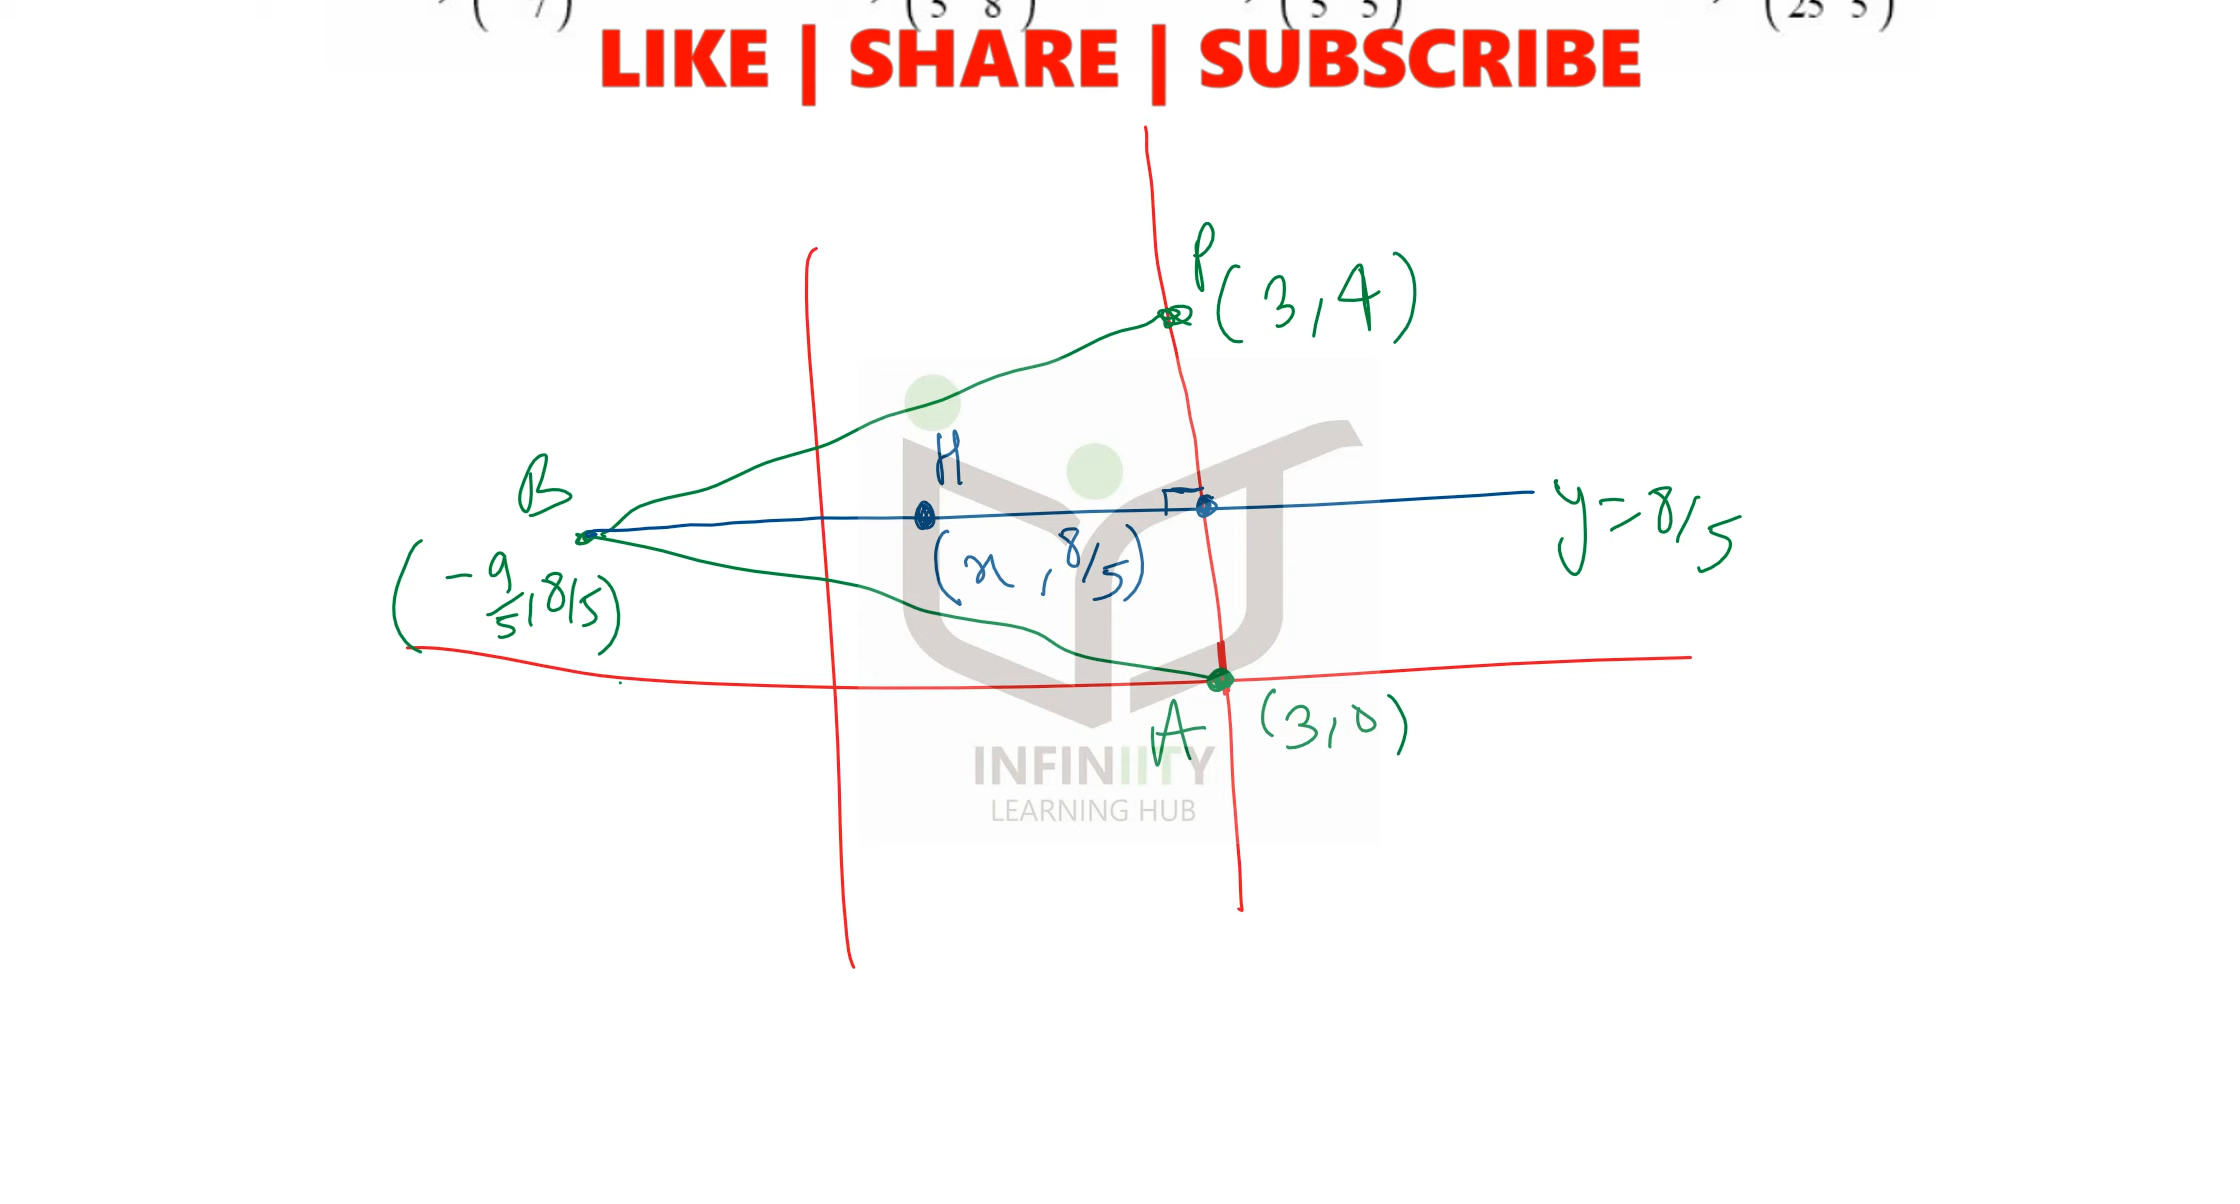 LIKE | SHARE | SUBSCRIBE
P
(3,4)
H
B
y=8/5
(x,8/5)
(-9/5,8/5)
A (3,0)
INFINIITY
LEARNING HUB